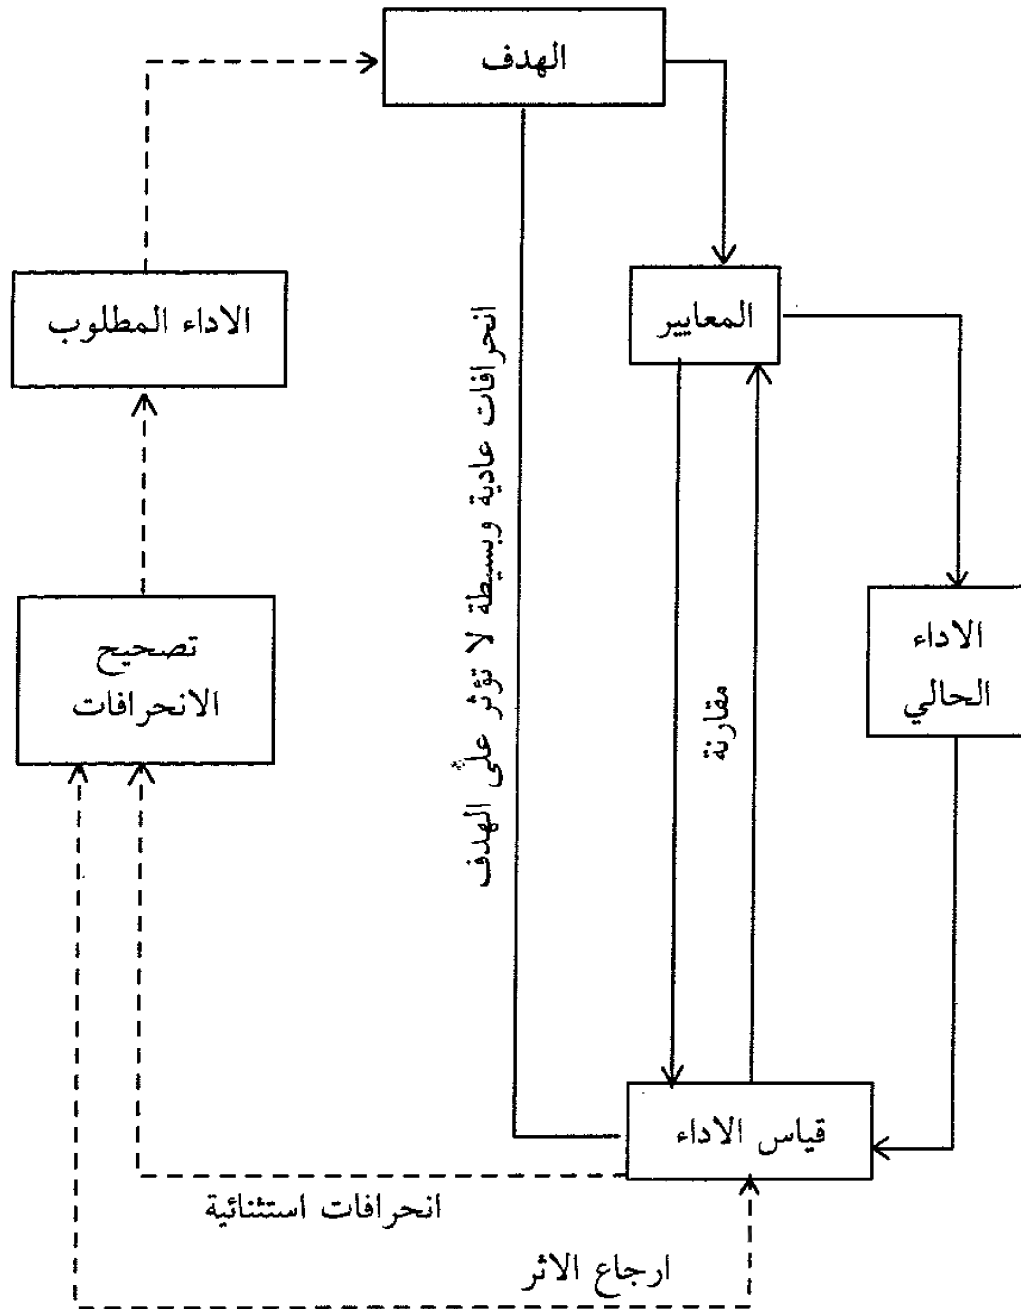 الهدف
المعايير
الاداء المطلوب
انحرافات عادية وبسيطة لا تؤثر على الهدف
مقارنة
الاداء
الحالي
تصحيح
الانحرافات
قياس الاداء
انحرافات استثنائية
ارجاع الاثر